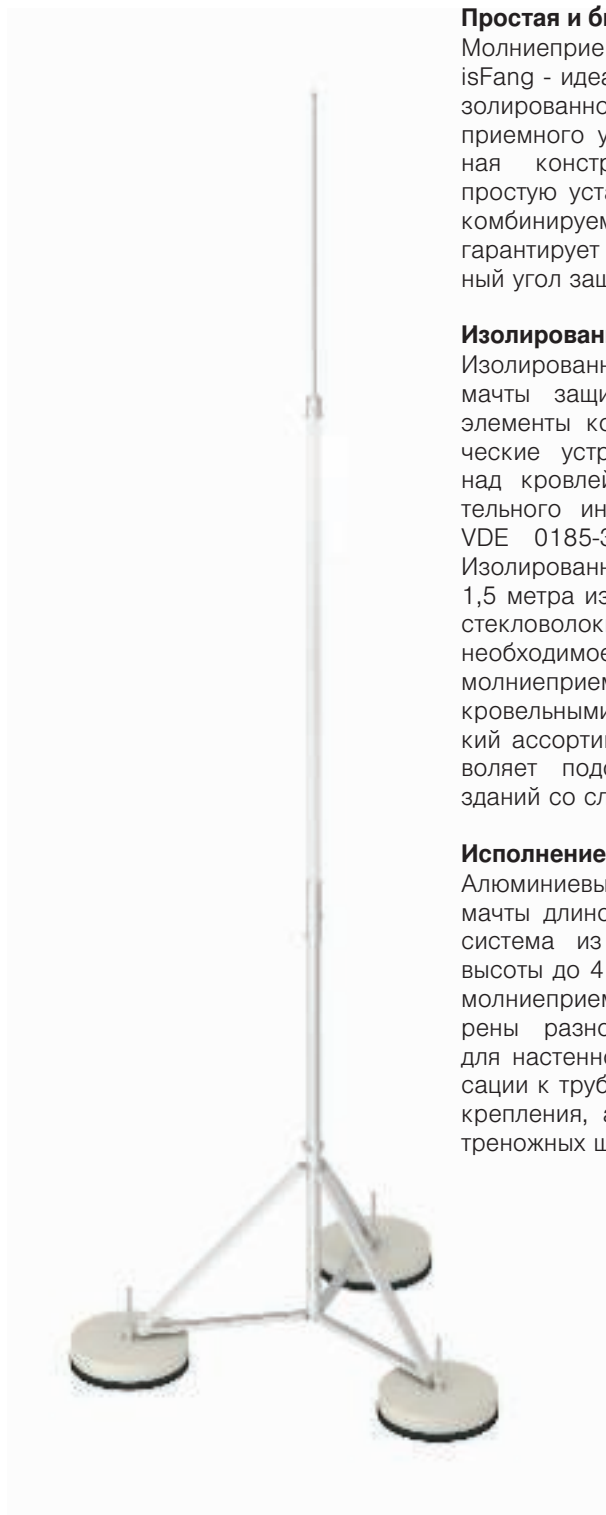 Простая и б
Молниеприе
isFang - идеа
золированно
приемного у
ная констр
простую уст
комбинируем
гарантирует
ный угол защ
Изолирован
Изолированн
мачты защи
элементы ко
ческие устр
над кровлей
тельного ин
VDE 0185-3
Изолированн
1,5 метра из
стекловолок
необходимое
молниеприем
кровельными
кий ассорти
воляет подо
зданий со сл
Исполнение
Алюминиевы
мачты длино
система из
высоты до 4
молниеприем
рены разно
для настенн
сации к труб
крепления, а
треножных ш